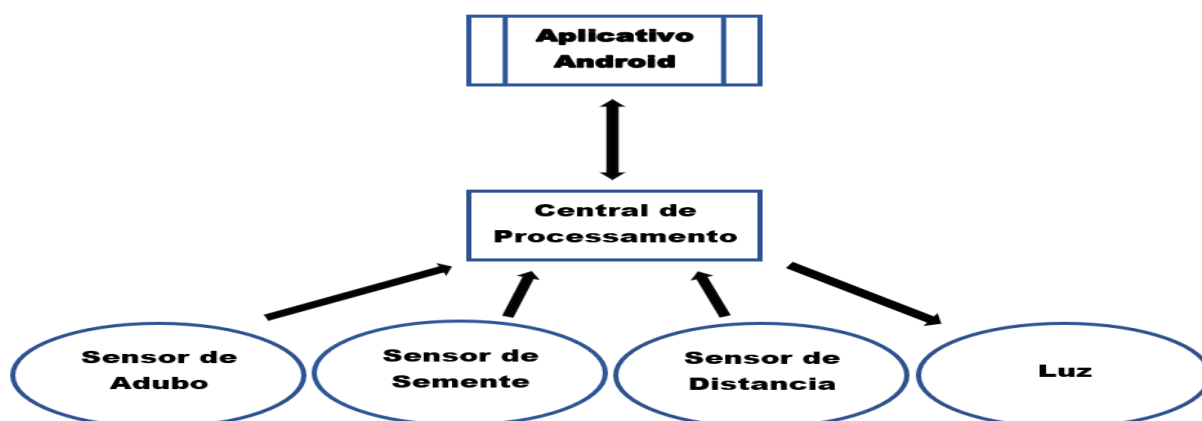 Aplicativo
Android
Central de
Processamento
Sensor de
Adubo
Sensor de
Semente
Sensor de
Distancia
Luz